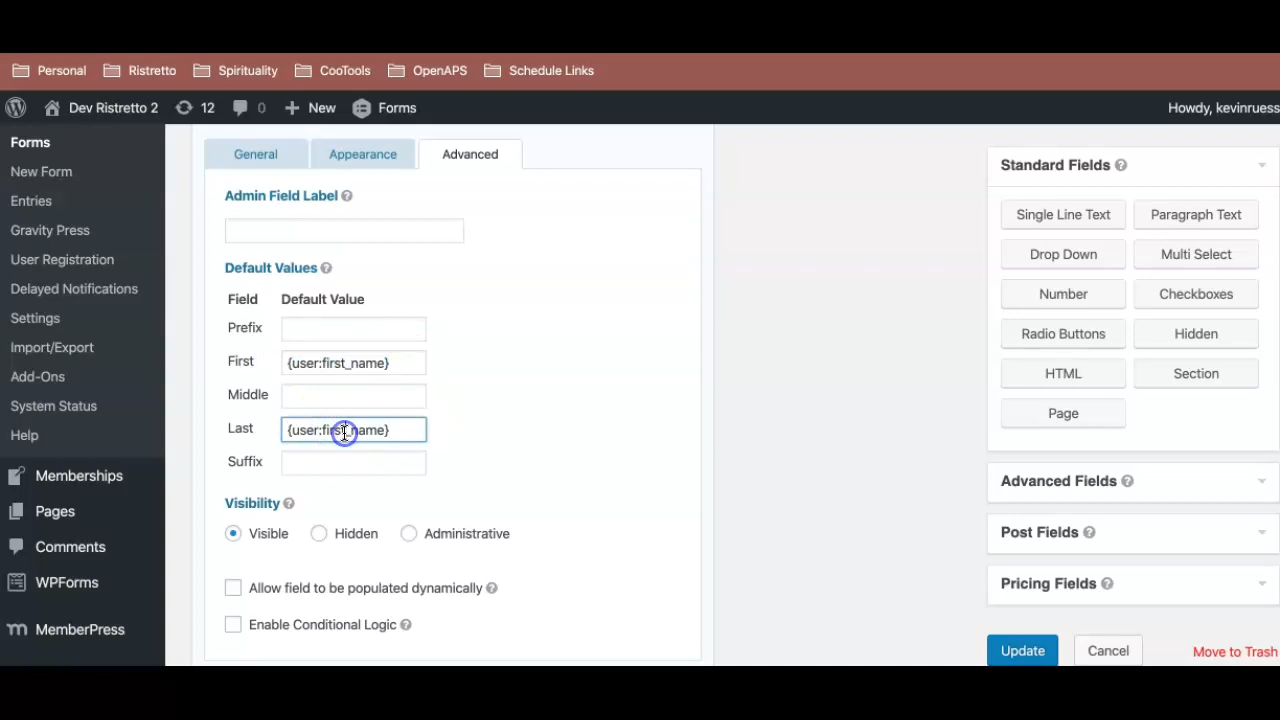 Personal Ristretto Spirituality CooTools OpenAPS Schedule Links
Dev Ristretto 2 12 0 New Forms Howdy, kevinruess
Forms
New Form
Entries
Gravity Press
User Registration
Delayed Notifications
Settings
Import/Export
Add-Ons
System Status
Help
Memberships
Pages
Comments
WPForms
MemberPress
General Appearance Advanced
Admin Field Label
Default Values
Field Default Value
Prefix
First {user:first_name}
Middle
Last {user:first_name}
Suffix
Visibility
Visible Hidden Administrative
Allow field to be populated dynamically
Enable Conditional Logic
Standard Fields
Single Line Text Paragraph Text
Drop Down Multi Select
Number Checkboxes
Radio Buttons Hidden
HTML Section
Page
Advanced Fields
Post Fields
Pricing Fields
Update Cancel Move to Trash